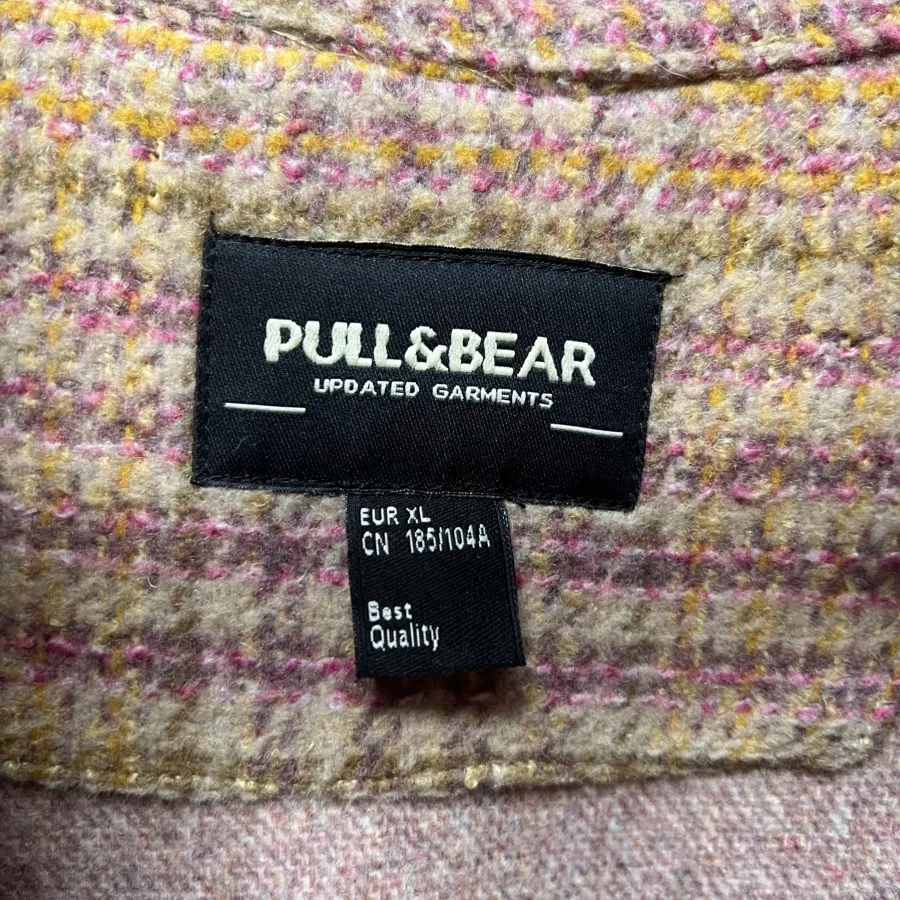 PULL&BEAR
UPDATED GARMENTS
EUR XL
CN 185/104A
Best
Quality